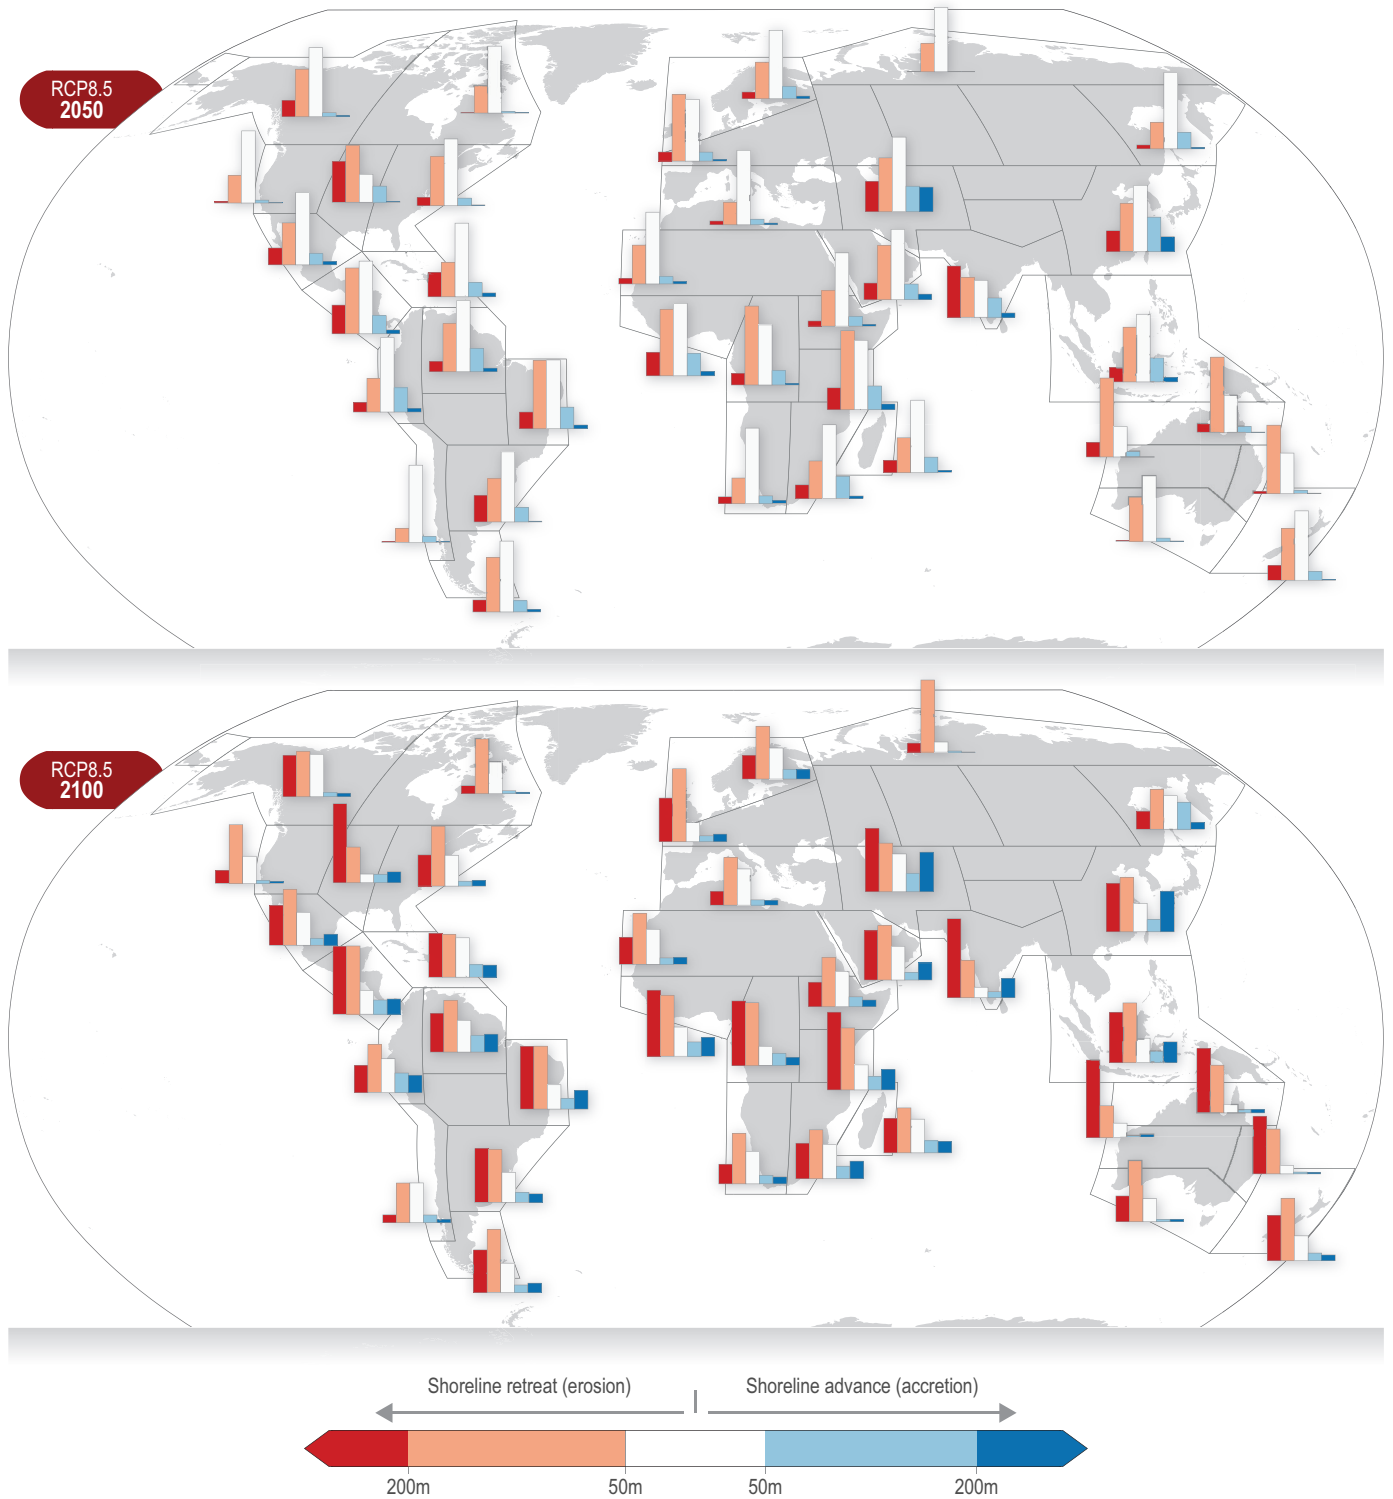 RCP8.5
2050
RCP8.5
2100
Shoreline retreat (erosion)
Shoreline advance (accretion)
200m
50m
50m
200m